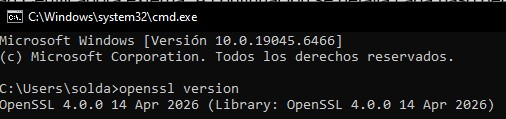 C:\Windows\system32\cmd.exe
Microsoft Windows [Versión 10.0.19045.6466]
(c) Microsoft Corporation. Todos los derechos reservados.
C:\Users\solda>openssl version
OpenSSL 4.0.0 14 Apr 2026 (Library: OpenSSL 4.0.0 14 Apr 2026)